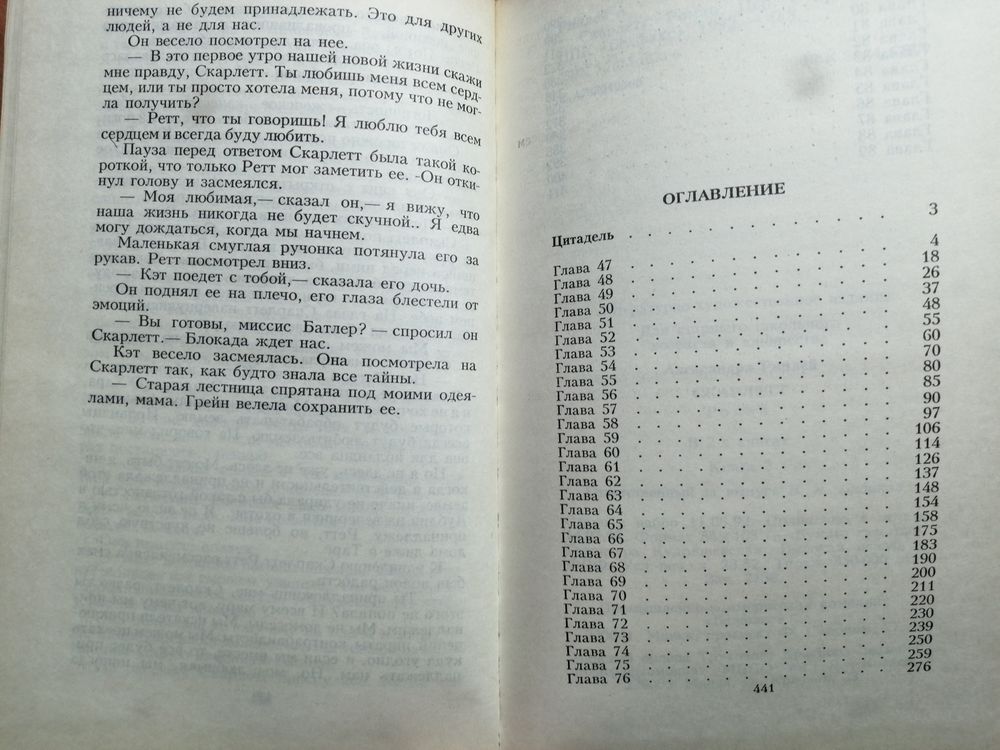 ничему не будем принадлежать. Это для других
людей, а не для нас.
Он весело посмотрел на нее.
— В это первое утро нашей новой жизни скажи
мне правду, Скарлетт. Ты любишь меня всем серд-
цем, или ты просто хотела меня, потому что не мог-
ла получить?
— Ретт, что ты говоришь! Я люблю тебя всем
сердцем и всегда буду любить.
Пауза перед ответом Скарлетт была такой ко-
роткой, что только Ретт мог заметить ее. -Он отки-
нул голову и засмеялся.
— Моя любимая,— сказал он,— я вижу, что
наша жизнь никогда не будет скучной.. Я едва
могу дождаться, когда мы начнем.
Маленькая смуглая ручонка потянула его за
рукав. Ретт посмотрел вниз.
— Кэт поедет с тобой,— сказала его дочь.
Он поднял ее на плечо, его глаза блестели от
эмоций.
— Вы готовы, миссис Батлер? — спросил он
Скарлетт.— Блокада ждет нас.
Кэт весело засмеялась. Она посмотрела на
Скарлетт так, как будто знала все тайны.
— Старая лестница спрятана под моими одея-
лами, мама. Грейн велела сохранить ее.
ОГЛАВЛЕНИЕ
Цитадель . . . . . . . . . . . 3
Глава 47 . . . . . . . . . . . 4
Глава 48 . . . . . . . . . . . 18
Глава 49 . . . . . . . . . . . 26
Глава 50 . . . . . . . . . . . 37
Глава 51 . . . . . . . . . . . 48
Глава 52 . . . . . . . . . . . 55
Глава 53 . . . . . . . . . . . 60
Глава 54 . . . . . . . . . . . 70
Глава 55 . . . . . . . . . . . 80
Глава 56 . . . . . . . . . . . 85
Глава 57 . . . . . . . . . . . 90
Глава 58 . . . . . . . . . . . 97
Глава 59 . . . . . . . . . . . 106
Глава 60 . . . . . . . . . . . 114
Глава 61 . . . . . . . . . . . 126
Глава 62 . . . . . . . . . . . 137
Глава 63 . . . . . . . . . . . 148
Глава 64 . . . . . . . . . . . 154
Глава 65 . . . . . . . . . . . 158
Глава 66 . . . . . . . . . . . 175
Глава 67 . . . . . . . . . . . 183
Глава 68 . . . . . . . . . . . 190
Глава 69 . . . . . . . . . . . 200
Глава 70 . . . . . . . . . . . 211
Глава 71 . . . . . . . . . . . 220
Глава 72 . . . . . . . . . . . 230
Глава 73 . . . . . . . . . . . 239
Глава 74 . . . . . . . . . . . 250
Глава 75 . . . . . . . . . . . 259
Глава 76 . . . . . . . . . . . 276
441